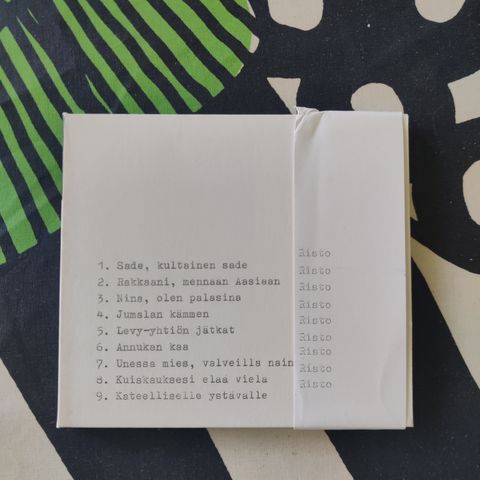 1. Sade, kultainen sade
2. Rakkaani, mennään Aasiaan
3. Nina, olen palasina
4. Jumalan kämmen
5. Levy-yhtiön jätkät
6. Annukan kaa
7. Unessa mies, valveilla nain
8. Kuiskauksesi elää vielä
9. Kateelliselle ystävälle
Risto
Risto
Risto
Risto
Risto
Risto
Risto
Risto
Risto